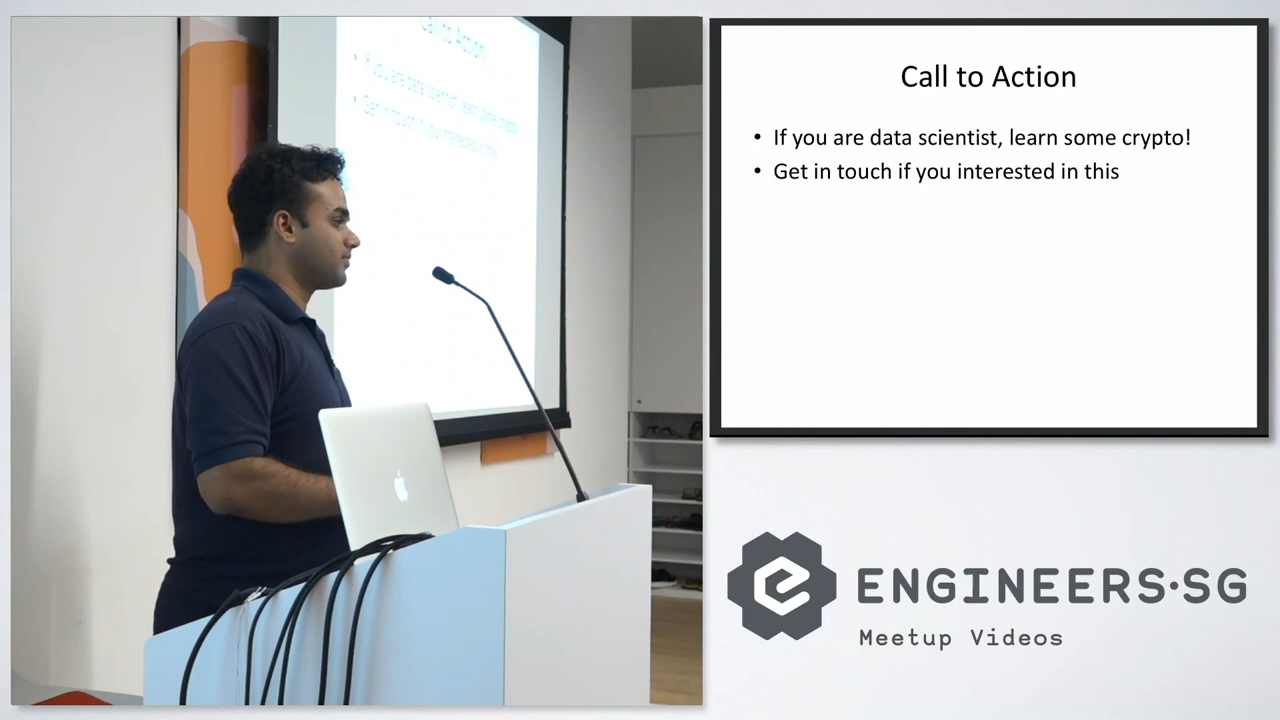 Call to Action
• If you are data scientist, learn some crypto!
• Get in touch if you interested in this
ENGINEERS·SG
Meetup Videos